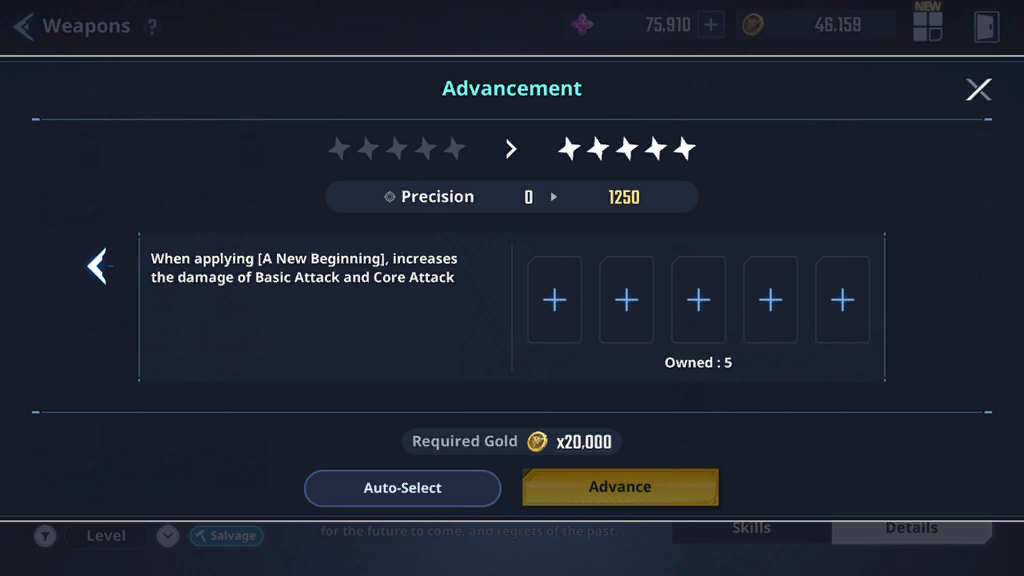 Weapons ?
75,910
46,159
NEW
Advancement
Precision 0 1250
When applying [A New Beginning], increases
the damage of Basic Attack and Core Attack
Owned : 5
Required Gold x20,000
Auto-Select
Advance
for the future to come, and regrets of the past.
Level
Salvage
Skills
Details